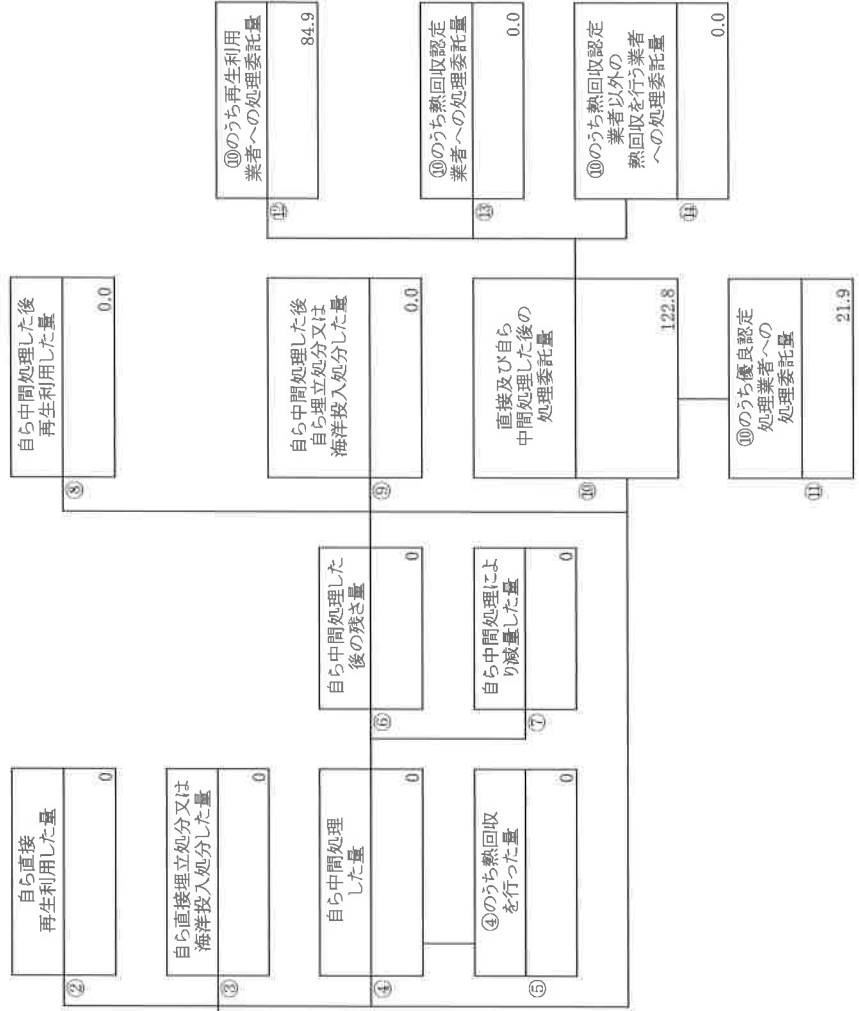 ②
自ら直接
再生利用した量
0
③
自ら直接埋立処分又は
海洋投入処分した量
0
④
自ら中間処理
した量
0
⑤
④のうち熱回収
を行った量
0
⑥
自ら中間処理した
後の残さ量
0
⑦
自ら中間処理によ
り減量した量
0
⑧
自ら中間処理した後
再生利用した量
0.0
⑨
自ら中間処理した後
自ら埋立処分又は
海洋投入処分した量
0.0
⑩
直接及び自ら
中間処理した後の
処理委託量
122.8
⑪
⑩のうち優良認定
処理業者への
処理委託量
21.9
⑫
⑩のうち再生利用
業者への処理委託量
84.9
⑬
⑩のうち熱回収認定
業者への処理委託量
0.0
⑭
⑩のうち熱回収認定
業者以外の
熱回収を行う業者
への処理委託量
0.0